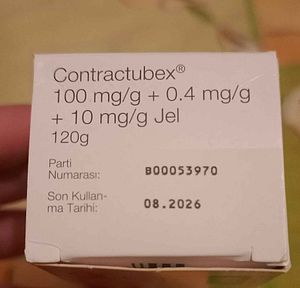 Contractubex®
100 mg/g + 0.4 mg/g
+ 10 mg/g Jel
120g
Parti
Numarası: B00053970
Son Kullan-
ma Tarihi: 08.2026